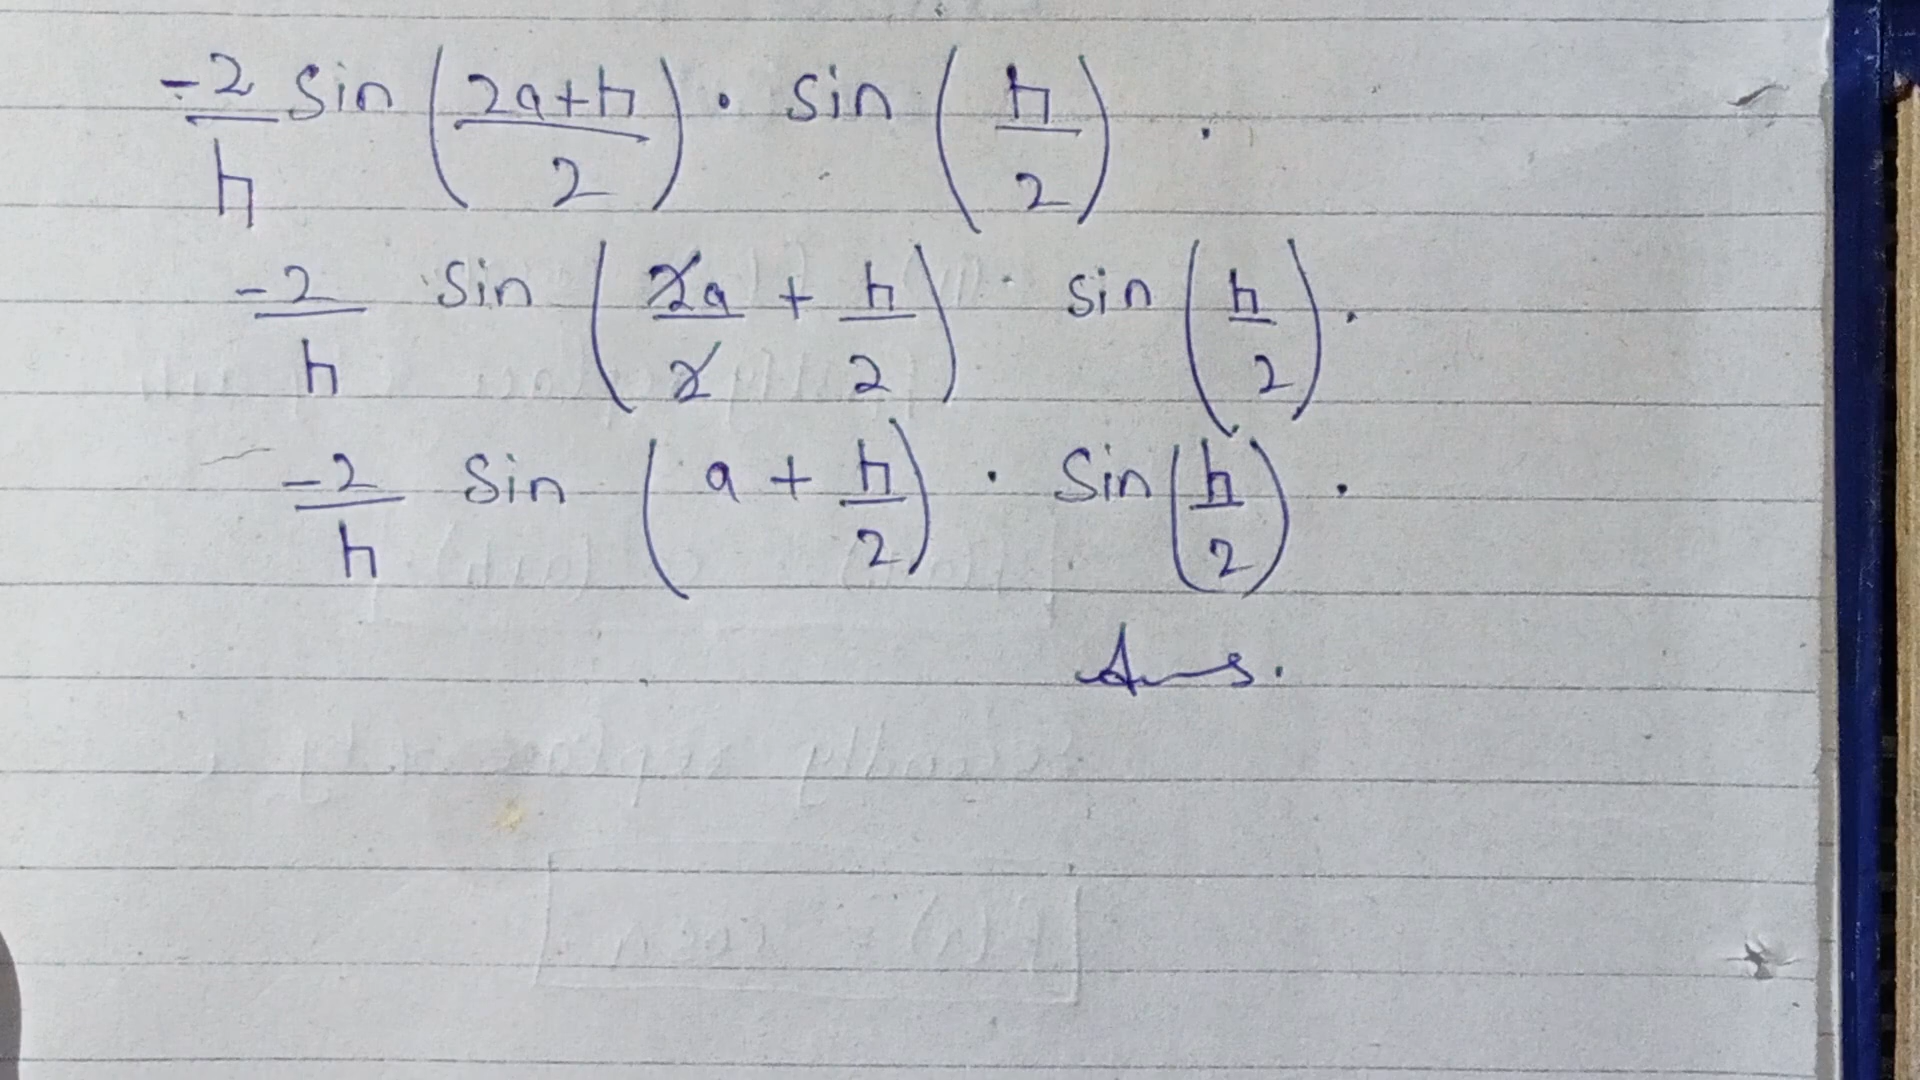 -2/h Sin (2a+h/2) . Sin (h/2) .
-2/h Sin (2a/2 + h/2) . Sin (h/2) .
-2/h Sin (a + h/2) . Sin (h/2) .
Ans.